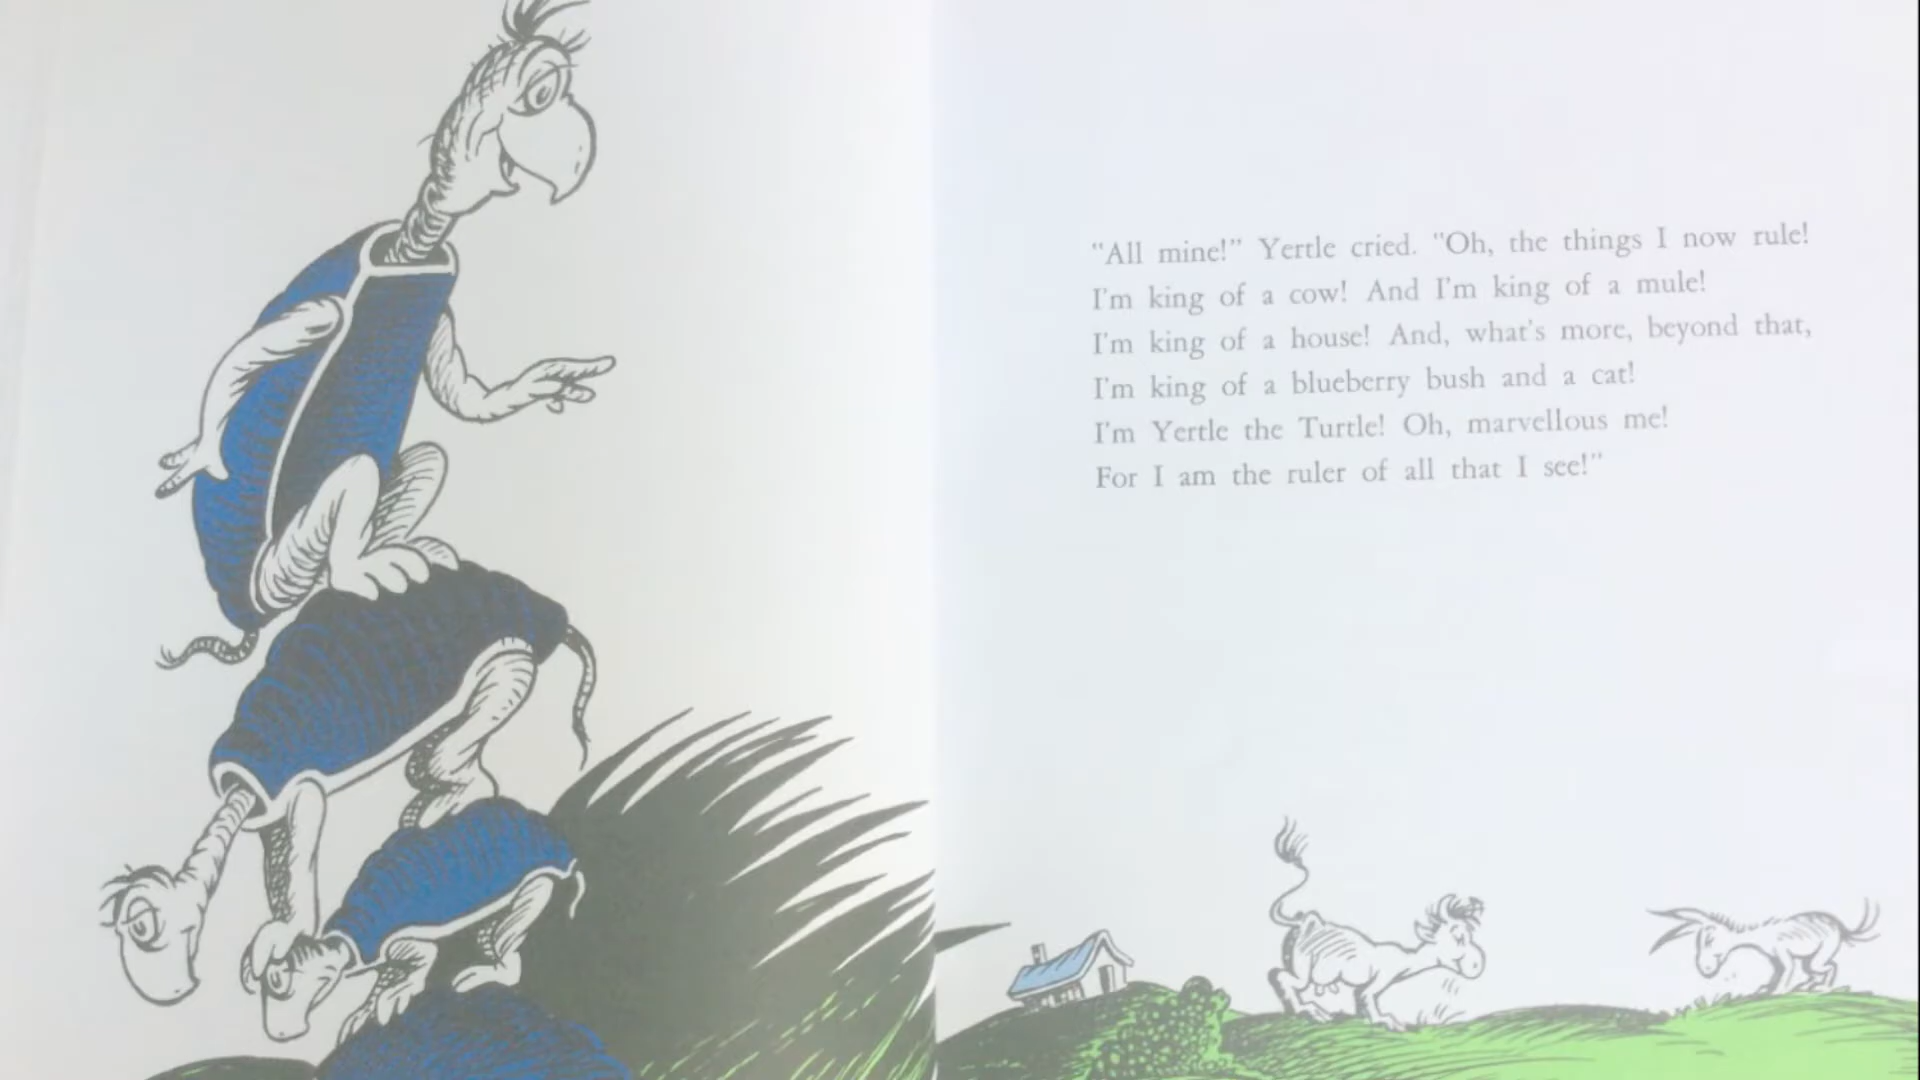 “All mine!” Yertle cried. “Oh, the things I now rule!
I’m king of a cow! And I’m king of a mule!
I’m king of a house! And, what’s more, beyond that,
I’m king of a blueberry bush and a cat!
I’m Yertle the Turtle! Oh, marvellous me!
For I am the ruler of all that I see!”